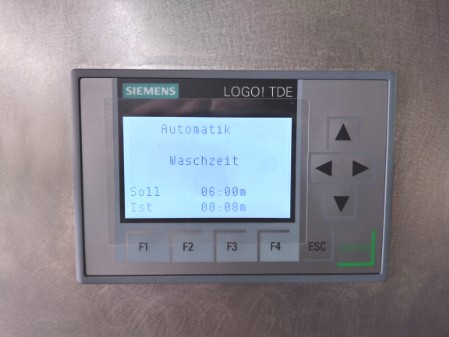 SIEMENS LOGO! TDE
Automatik
Waschzeit
Soll 06:00m
Ist 00:08m
F1 F2 F3 F4 ESC